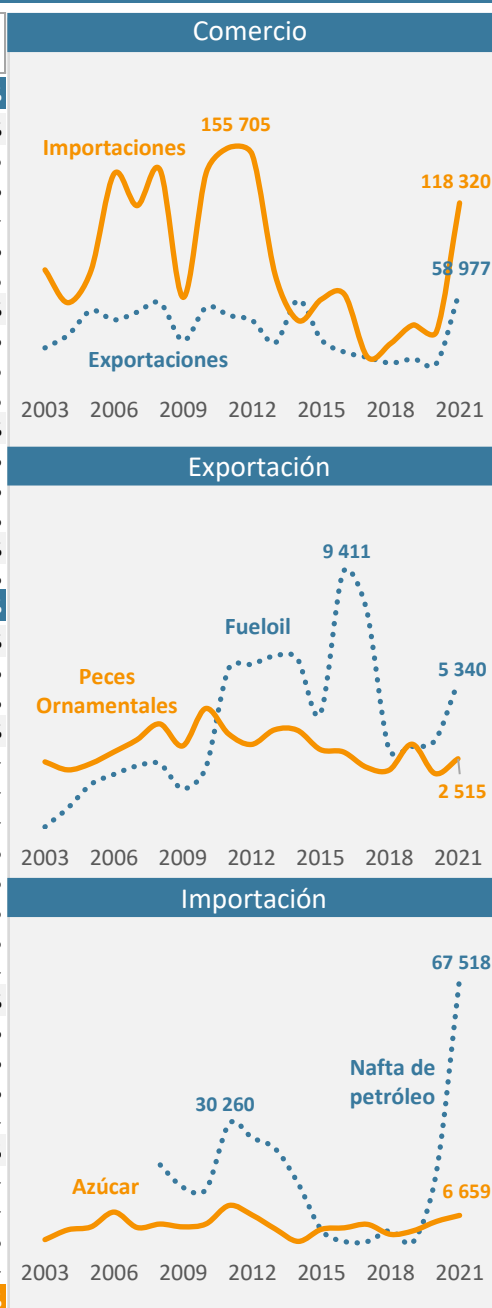 Comercio
155 705
Importaciones
118 320
58 977
Exportaciones
2003 2006 2009 2012 2015 2018 2021
Exportación
9 411
Fueloil
5 340
Peces
Ornamentales
2 515
2003 2006 2009 2012 2015 2018 2021
Importación
67 518
Nafta de
petróleo
30 260
Azúcar
6 659
2003 2006 2009 2012 2015 2018 2021